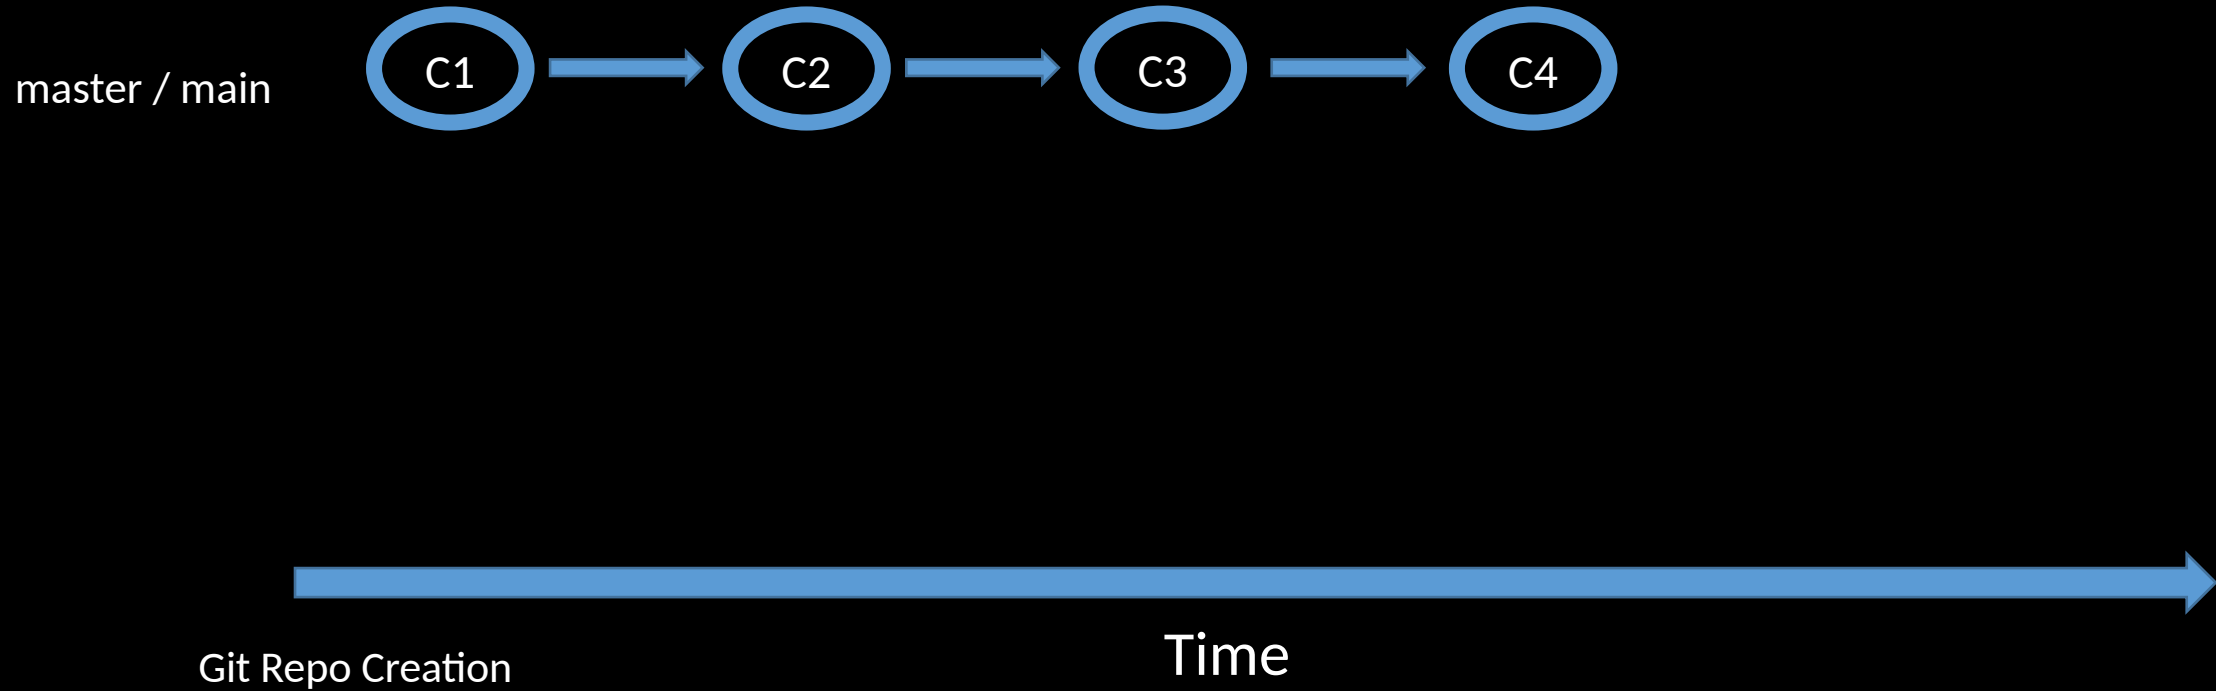 master / main
C1
C2
C3
C4
Time
Git Repo Creation